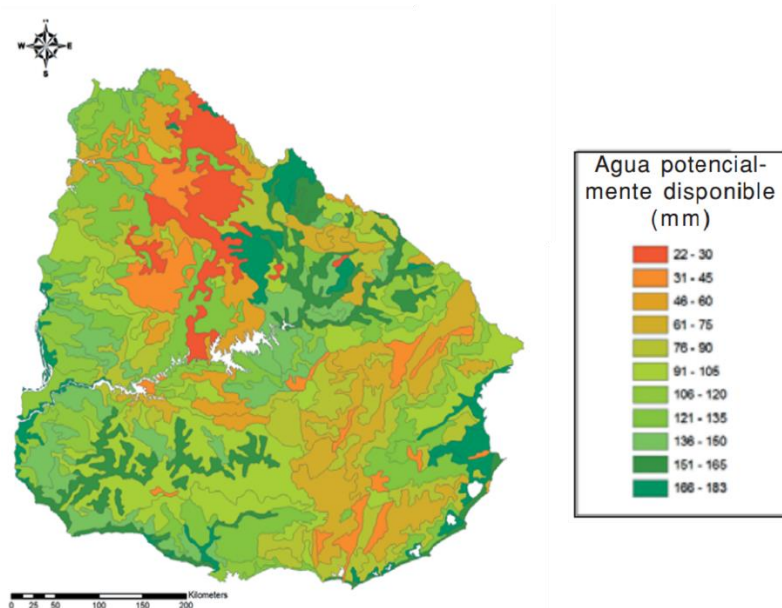 N
W E
S
Agua potencial-
mente disponible
(mm)
22 - 30
31 - 45
46 - 60
61 - 75
76 - 90
91 - 105
106 - 120
121 - 135
136 - 150
151 - 165
166 - 183
Kilometers
0 25 50 100 150 200